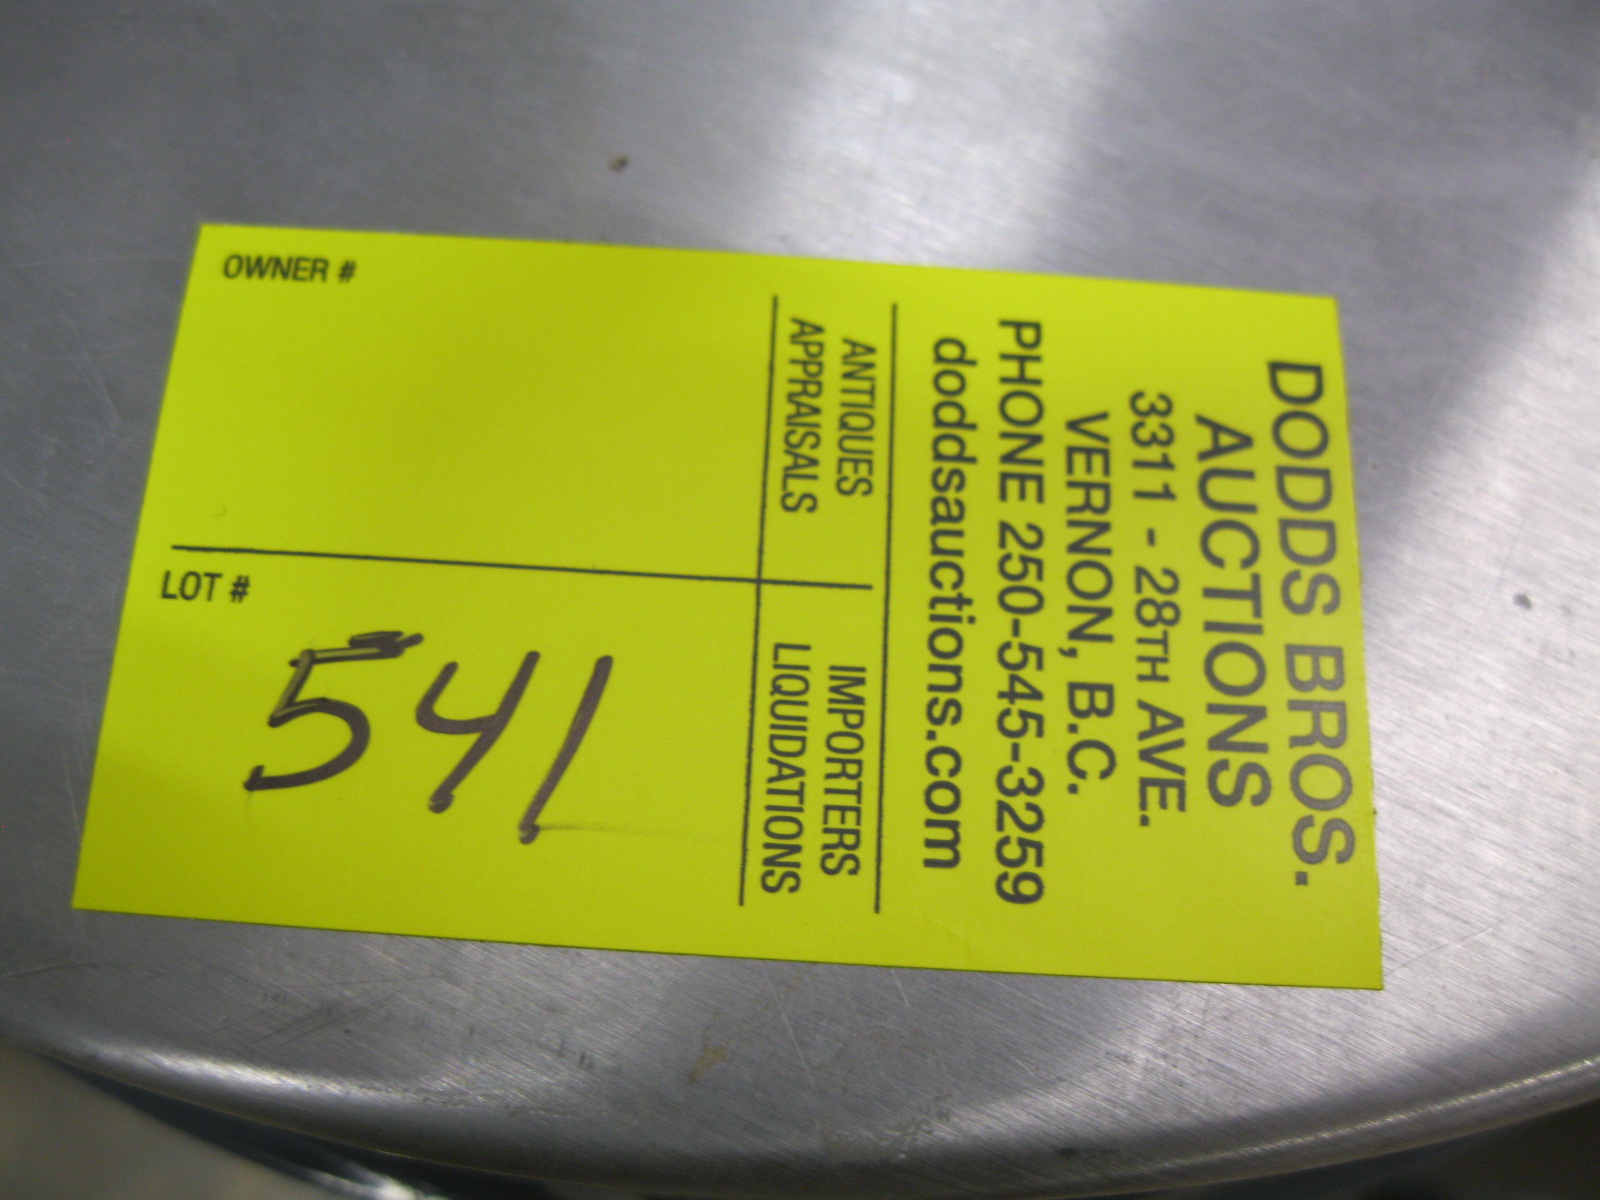 DODDS BROS.
AUCTIONS
3311 - 28TH AVE.
VERNON, B.C.
PHONE 250-545-3259
doddsauctions.com
ANTIQUES
APPRAISALS
IMPORTERS
LIQUIDATIONS
OWNER #
LOT #
541